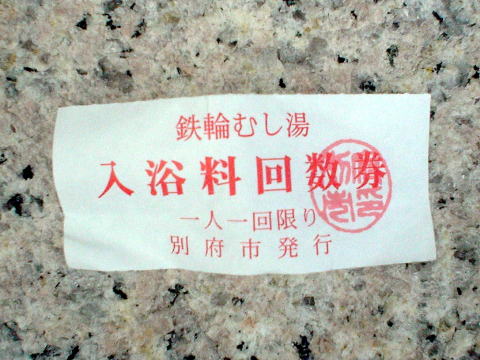 鉄輪むし湯
入浴料回数券
一人一回限り
別府市発行